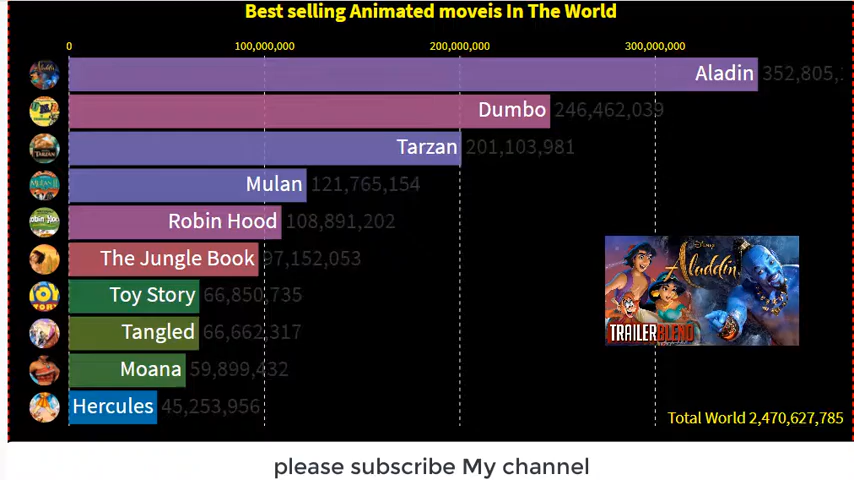 Best selling Animated moveis In The World
0 100,000,000 200,000,000 300,000,000
Aladin 352,805,
Dumbo 246,462,039
Tarzan 201,103,981
Mulan 121,765,154
Robin Hood 108,891,202
The Jungle Book 97,152,053
Toy Story 66,850,735
Tangled 66,662,317
Moana 59,899,432
Hercules 45,253,956
Disney
Aladdin
TRAILERBLEND
Total World 2,470,627,785
please subscribe My channel